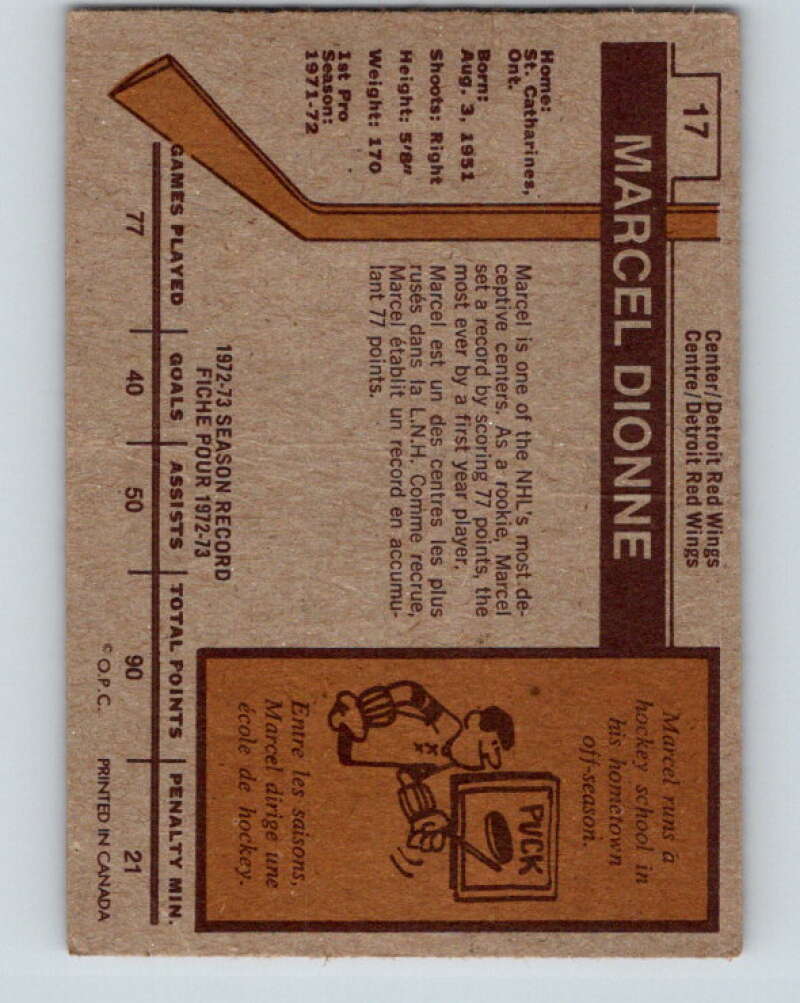 17
Center/Detroit Red Wings
Centre/Detroit Red Wings
MARCEL DIONNE
Home:
St. Catharines,
Ont.
Born:
Aug. 3, 1951
Shoots: Right
Height: 5'8"
Weight: 170
1st Pro
Season:
1971-72
Marcel is one of the NHL's most de-
ceptive centers. As a rookie, Marcel
set a record by scoring 77 points, the
most ever by a first year player.
Marcel est un des centres les plus
rusés dans la L.N.H. Comme recrue,
Marcel établit un record en accumu-
lant 77 points.
Marcel runs a
hockey school in
his hometown
off-season.
PUCK
Entre les saisons,
Marcel dirige une
école de hockey.
1972-73 SEASON RECORD
FICHE POUR 1972-73
GAMES PLAYED GOALS ASSISTS TOTAL POINTS PENALTY MIN.
77 40 50 90 21
© O.P.C. PRINTED IN CANADA